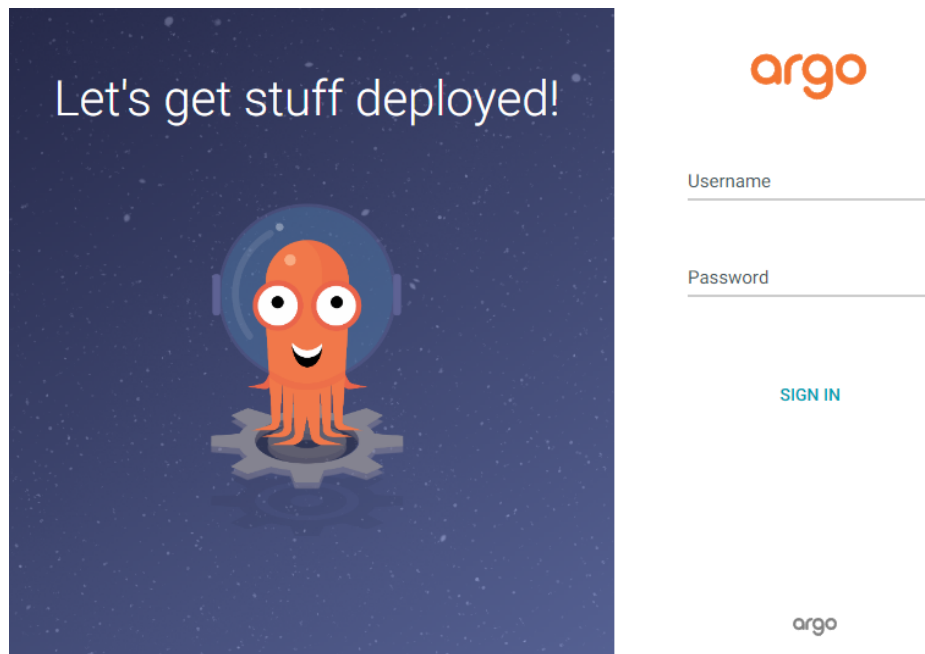 Let's get stuff deployed!
argo
Username
Password
SIGN IN
argo